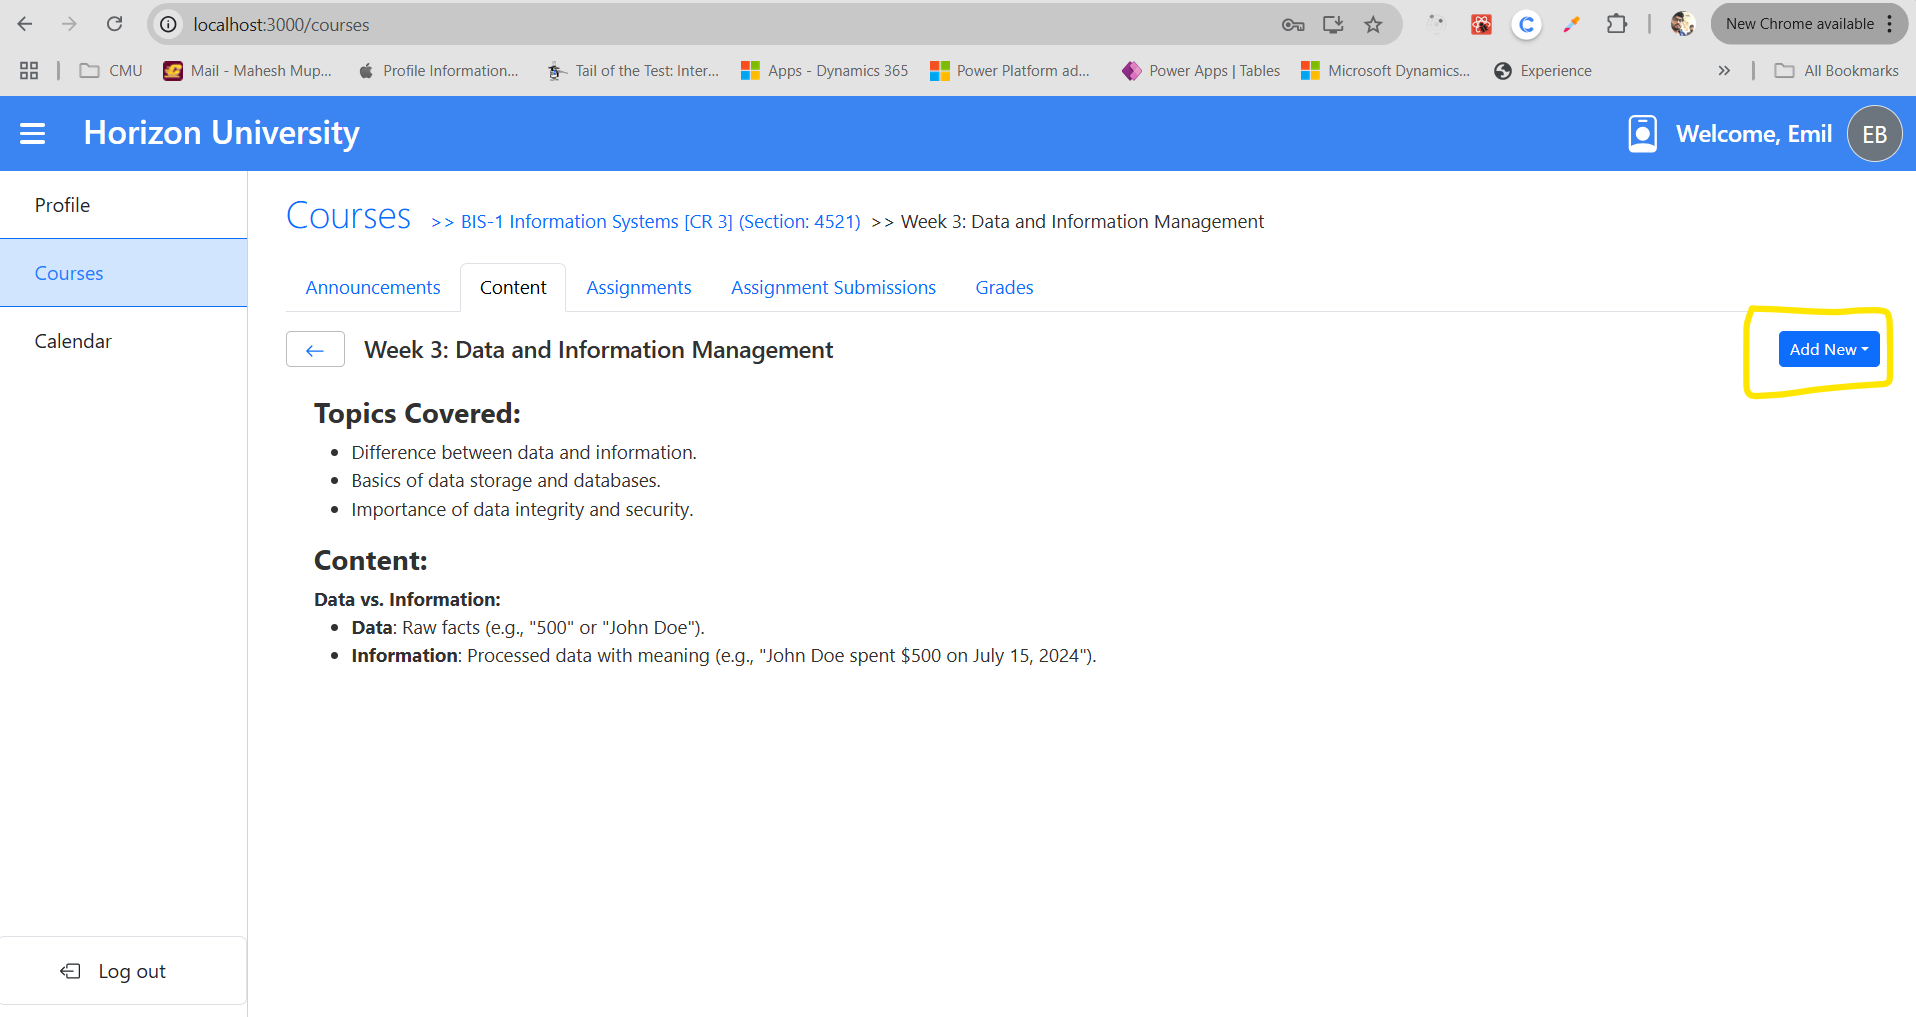 localhost:3000/courses
New Chrome available
CMU
Mail - Mahesh Mup...
Profile Information...
Tail of the Test: Inter...
Apps - Dynamics 365
Power Platform ad...
Power Apps | Tables
Microsoft Dynamics...
Experience
All Bookmarks
Horizon University
Welcome, Emil
EB
Profile
Courses
Calendar
Log out
Courses >> BIS-1 Information Systems [CR 3] (Section: 4521) >> Week 3: Data and Information Management
Announcements
Content
Assignments
Assignment Submissions
Grades
Week 3: Data and Information Management
Add New
Topics Covered:
• Difference between data and information.
• Basics of data storage and databases.
• Importance of data integrity and security.
Content:
Data vs. Information:
• Data: Raw facts (e.g., "500" or "John Doe").
• Information: Processed data with meaning (e.g., "John Doe spent $500 on July 15, 2024").